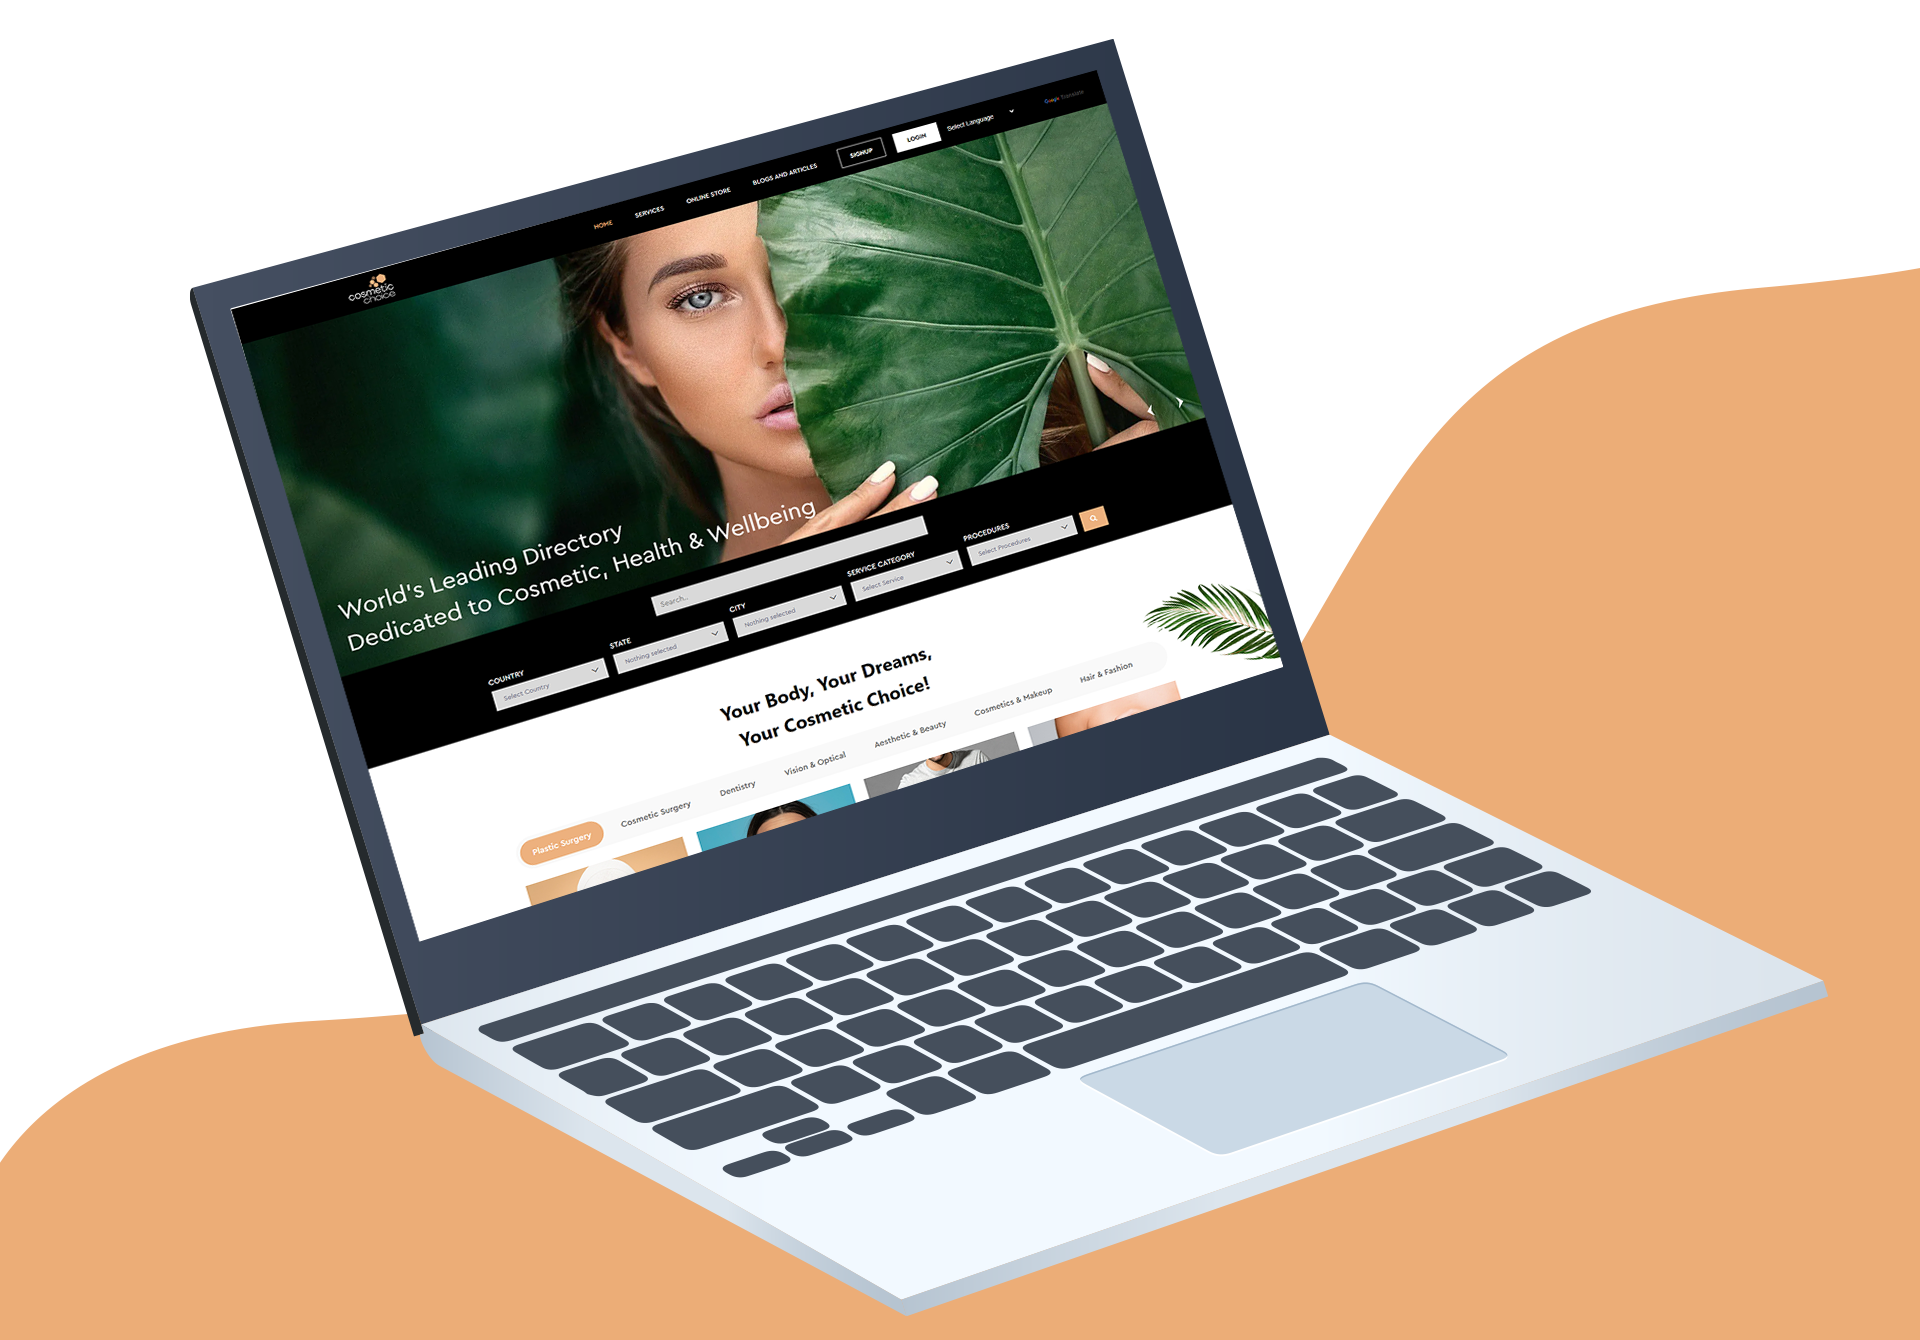 cosmetic
choice
HOME
SERVICES
ONLINE STORE
BLOGS AND ARTICLES
SIGNUP
LOGIN
Select Language
Google Translate
World's Leading Directory
Dedicated to Cosmetic, Health & Wellbeing
Search..
COUNTRY
Select Country
STATE
Nothing selected
CITY
Nothing selected
SERVICE CATEGORY
Select Service
PROCEDURES
Select Procedures
Your Body, Your Dreams,
Your Cosmetic Choice!
Plastic Surgery
Cosmetic Surgery
Dentistry
Vision & Optical
Aesthetic & Beauty
Cosmetics & Makeup
Hair & Fashion